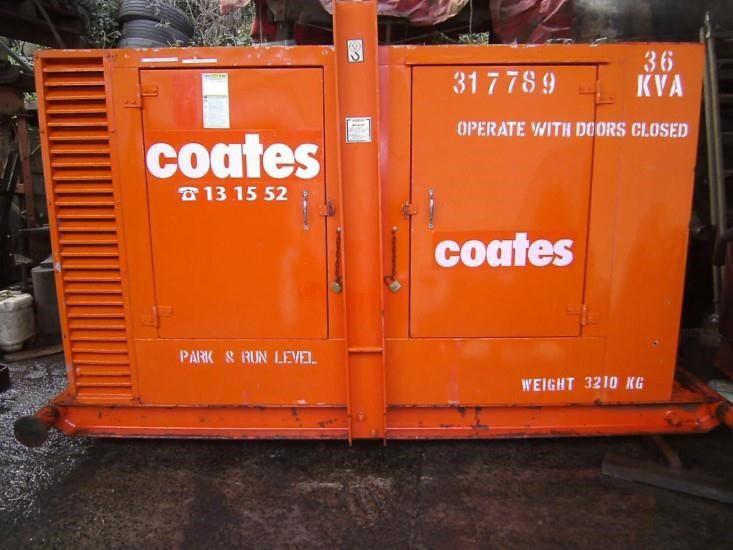 coates
☎ 13 15 52
PARK & RUN LEVEL
317789
36
KVA
OPERATE WITH DOORS CLOSED
coates
WEIGHT 3210 KG